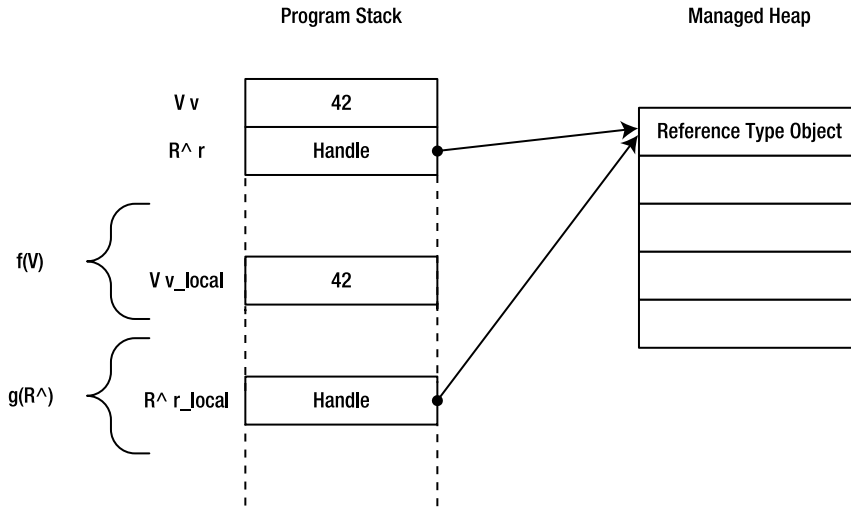 Program Stack
Managed Heap
V v
42
R^ r
Handle
Reference Type Object
f(V)
V v_local
42
g(R^)
R^ r_local
Handle